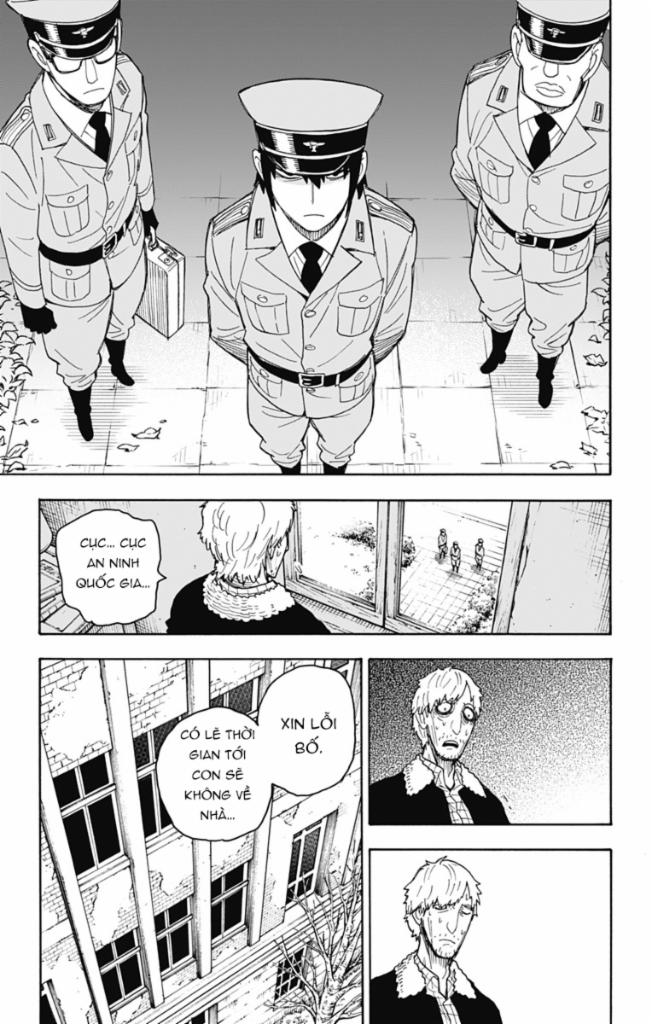 CỤC... CỤC
AN NINH
QUỐC GIA...
XIN LỖI
BỐ.
CÓ LẼ THỜI
GIAN TỚI
CON SẼ
KHÔNG VỀ
NHÀ...